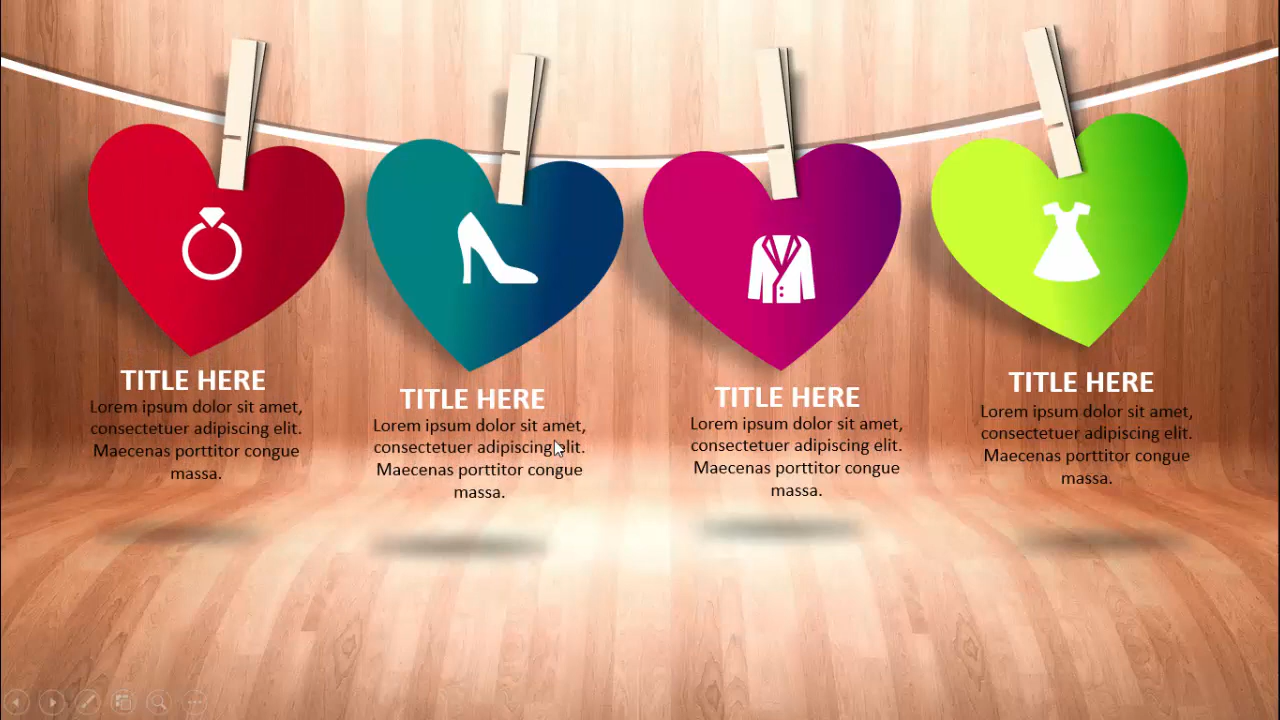 TITLE HERE
Lorem ipsum dolor sit amet,
consectetuer adipiscing elit.
Maecenas porttitor congue
massa.
TITLE HERE
Lorem ipsum dolor sit amet,
consectetuer adipiscing elit.
Maecenas porttitor congue
massa.
TITLE HERE
Lorem ipsum dolor sit amet,
consectetuer adipiscing elit.
Maecenas porttitor congue
massa.
TITLE HERE
Lorem ipsum dolor sit amet,
consectetuer adipiscing elit.
Maecenas porttitor congue
massa.